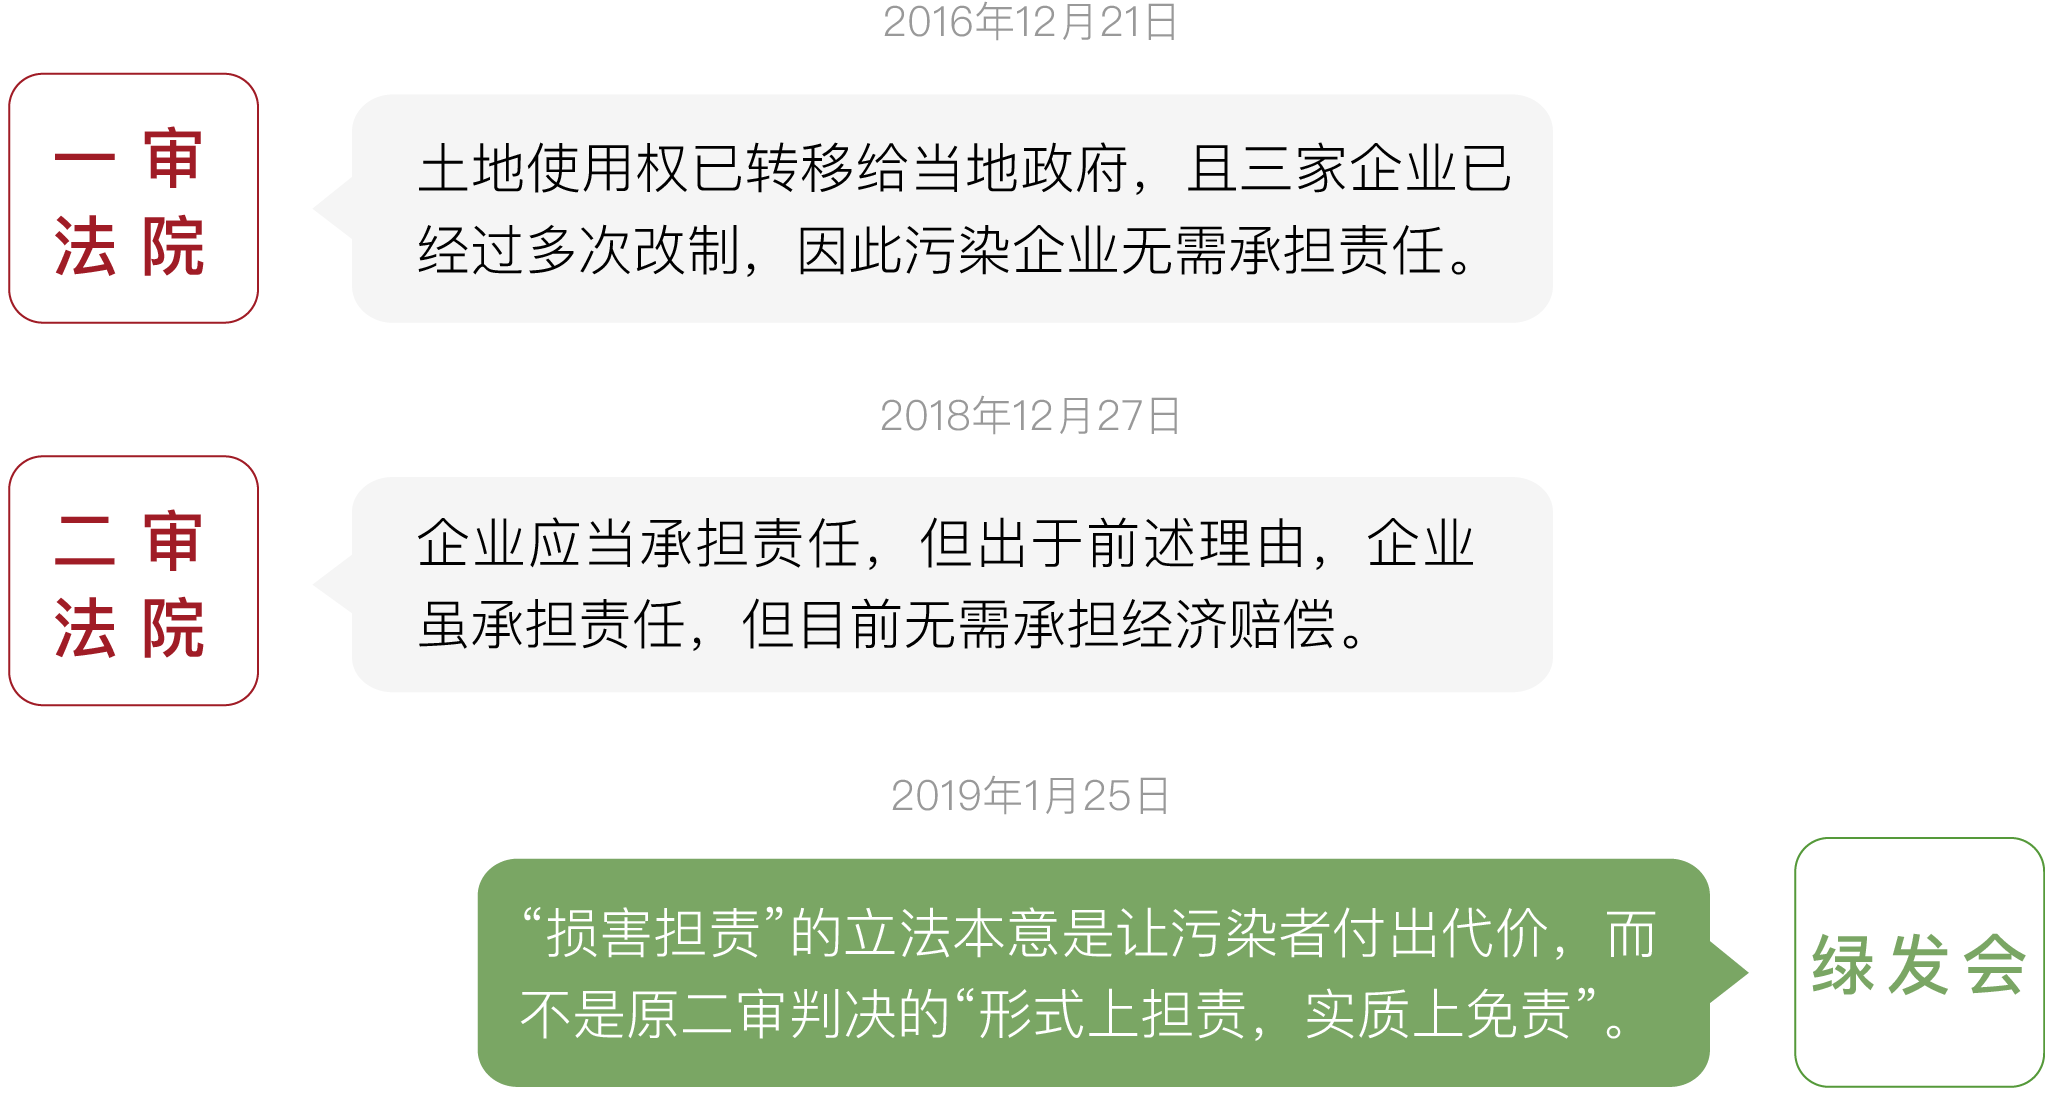 2016年12月21日
一审
法院
土地使用权已转移给当地政府，且三家企业已
经过多次改制，因此污染企业无需承担责任。
2018年12月27日
二审
法院
企业应当承担责任，但出于前述理由，企业
虽承担责任，但目前无需承担经济赔偿。
2019年1月25日
“损害担责”的立法本意是让污染者付出代价，而
不是原二审判决的“形式上担责，实质上免责”。
绿发会